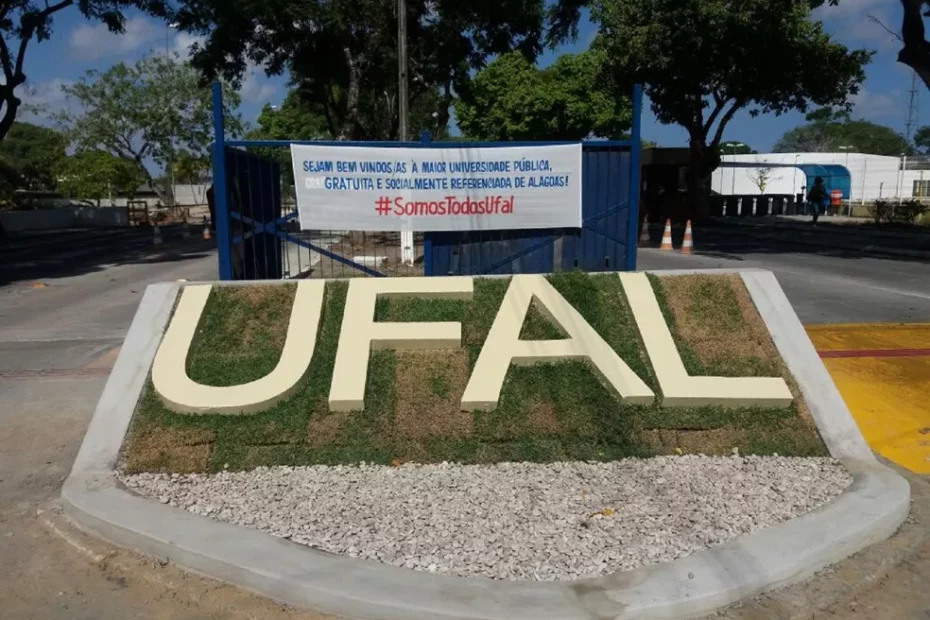 SEJAM BEM VINDOS/AS À MAIOR UNIVERSIDADE PÚBLICA,
GRATUITA E SOCIALMENTE REFERENCIADA DE ALAGOAS!
#SomosTodosUfal
UFAL